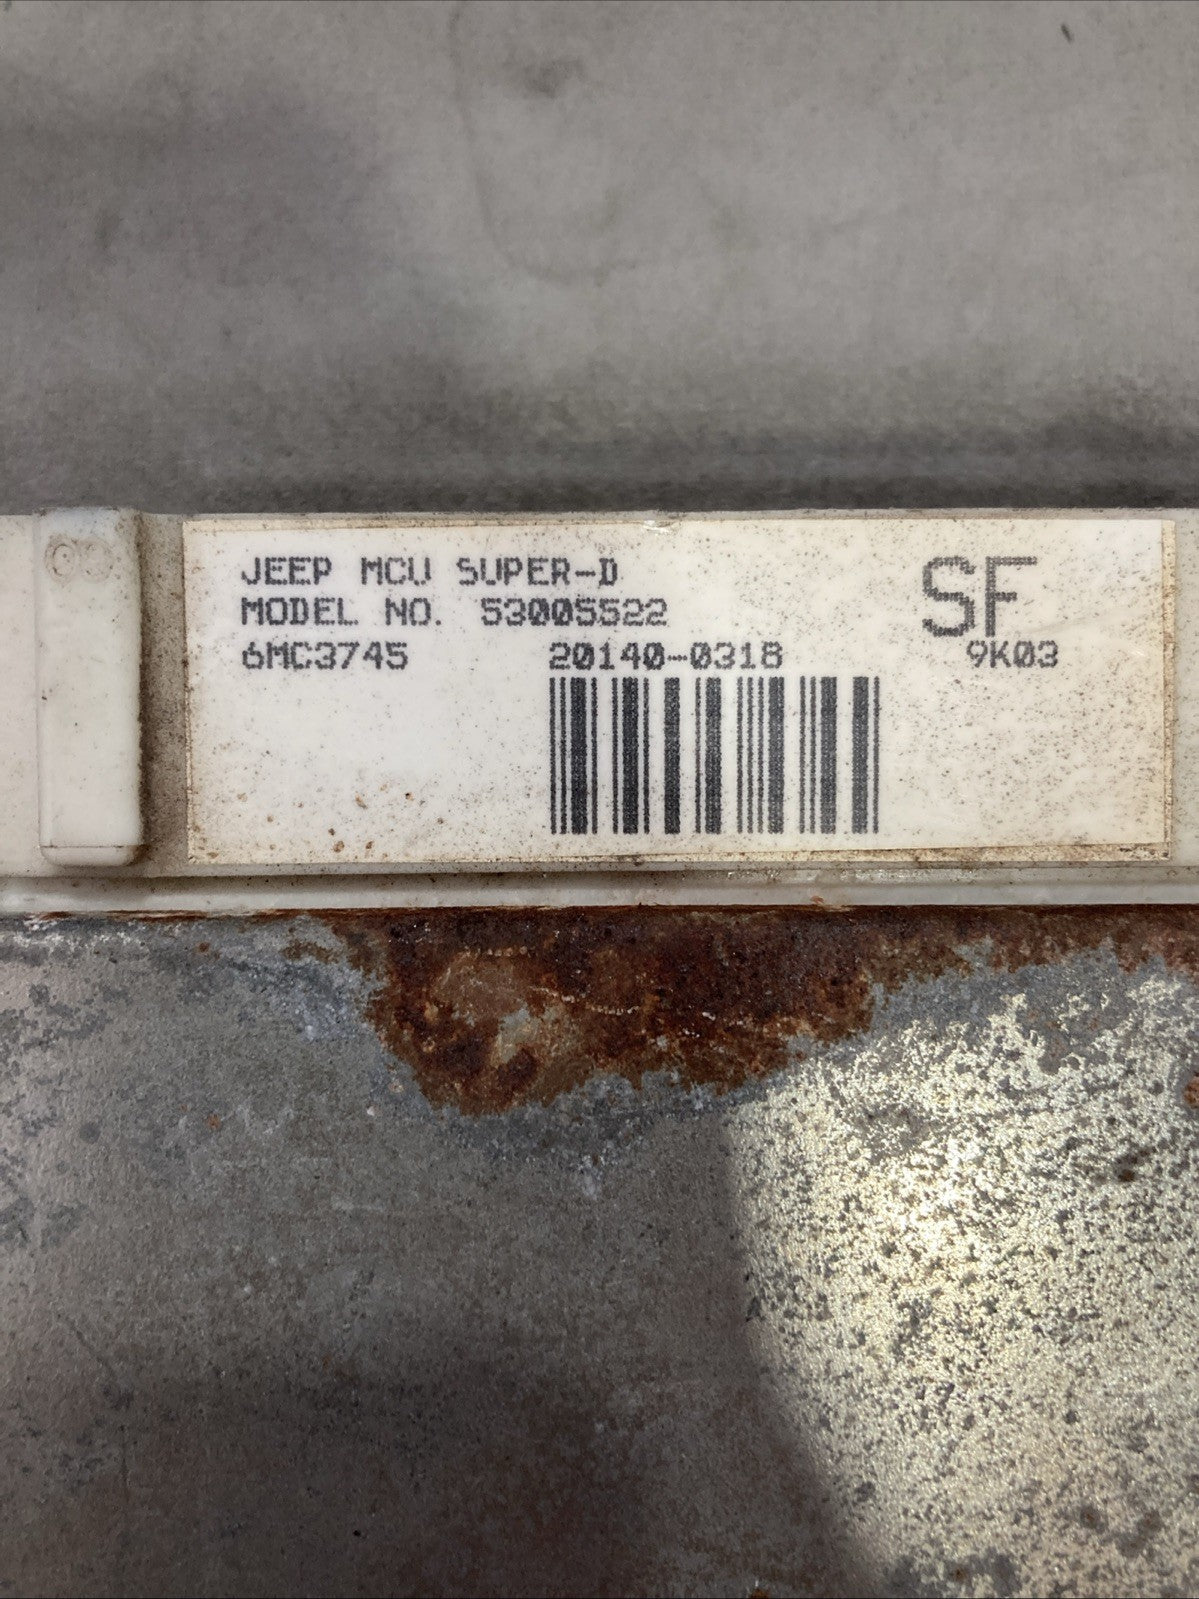 JEEP MCU SUPER-D
MODEL NO. 53005522
SF
6MC3745 20140-0318 9K03